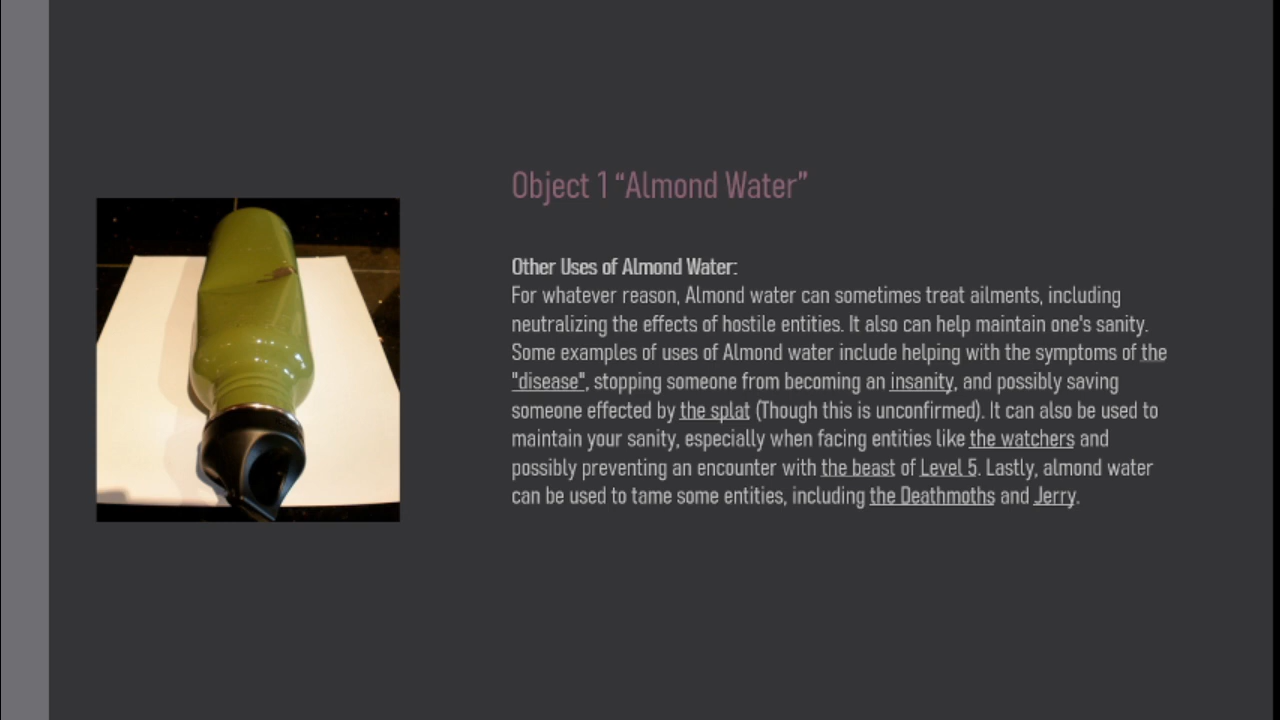 Object 1 “Almond Water”
Other Uses of Almond Water:
For whatever reason, Almond water can sometimes treat ailments, including
neutralizing the effects of hostile entities. It also can help maintain one's sanity.
Some examples of uses of Almond water include helping with the symptoms of the
"disease", stopping someone from becoming an insanity, and possibly saving
someone effected by the splat (Though this is unconfirmed). It can also be used to
maintain your sanity, especially when facing entities like the watchers and
possibly preventing an encounter with the beast of Level 5. Lastly, almond water
can be used to tame some entities, including the Deathmoths and Jerry.